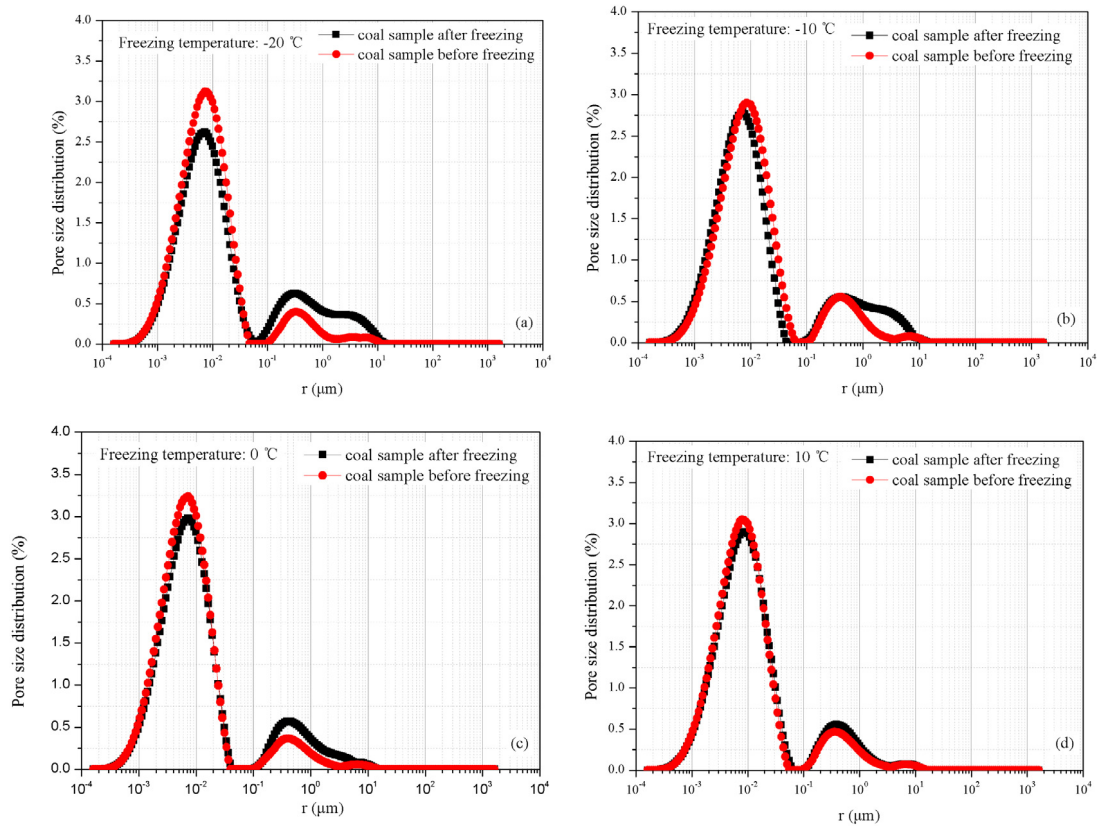 4.0
3.5
3.0
2.5
2.0
1.5
1.0
0.5
0.0
Pore size distribution (%)
Freezing temperature: -20 ℃
coal sample after freezing
coal sample before freezing
(a)
10-4 10-3 10-2 10-1 100 101 102 103 104
r (μm)
4.0
3.5
3.0
2.5
2.0
1.5
1.0
0.5
0.0
Pore size distribution (%)
Freezing temperature: -10 ℃
coal sample after freezing
coal sample before freezing
(b)
10-4 10-3 10-2 10-1 100 101 102 103 104
r (μm)
4.0
3.5
3.0
2.5
2.0
1.5
1.0
0.5
0.0
Pore size distribution (%)
Freezing temperature: 0 ℃
coal sample after freezing
coal sample before freezing
(c)
10-4 10-3 10-2 10-1 100 101 102 103 104
r (μm)
4.0
3.5
3.0
2.5
2.0
1.5
1.0
0.5
0.0
Pore size distribution (%)
Freezing temperature: 10 ℃
coal sample after freezing
coal sample before freezing
(d)
10-4 10-3 10-2 10-1 100 101 102 103 104
r (μm)